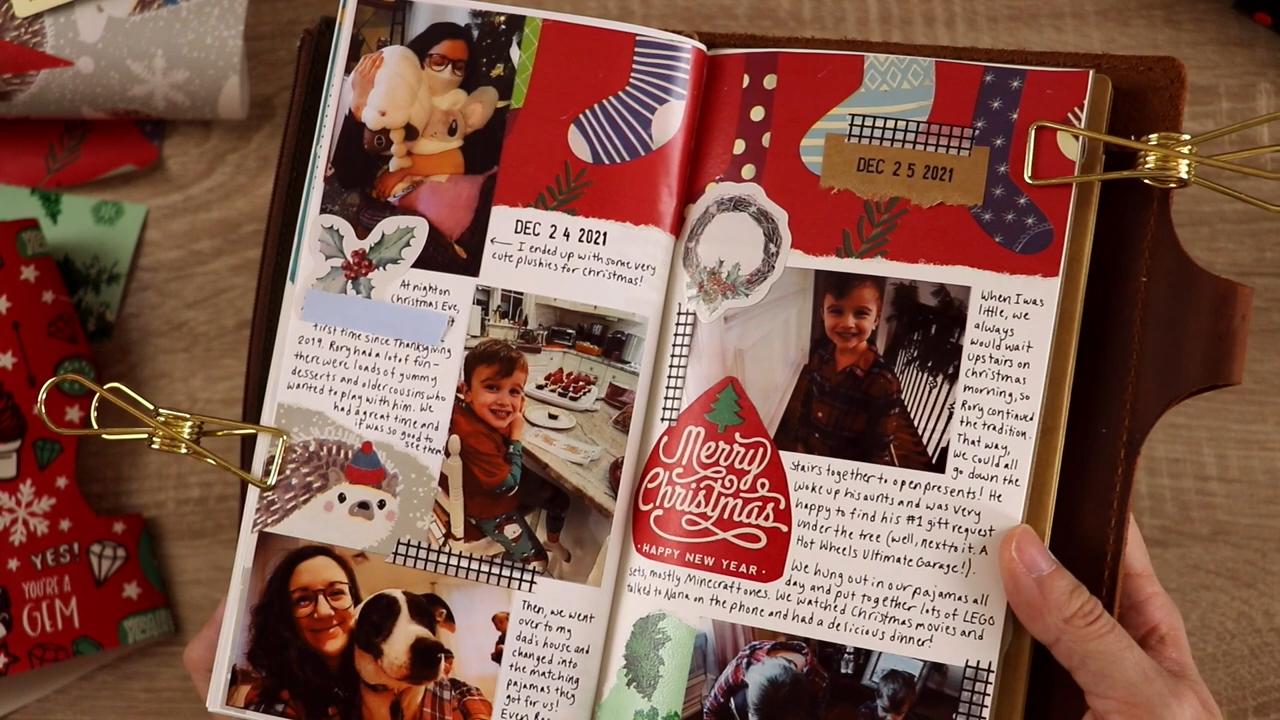 DEC 2 4 2021
← I ended up with some very
cute plushies for christmas!
At night on
Christmas Eve,
first time since Thanksgiving
2019. Rory had a lot of fun –
there were loads of yummy
desserts and older cousins who
wanted to play with him. We
had a great time and
it was so good to
see them!
Then, we went
over to my
dad's house and
changed into
the matching
pajamas they
got for us!
Even
DEC 2 5 2021
When I was
little, we
always
would wait
upstairs on
christmas
morning, so
Rory continued
the tradition.
That way,
we could all
go down the
stairs together to open presents! He
woke up his aunts and was very
happy to find his #1 gift request
under the tree (well, next to it. A
Hot Wheels Ultimate Garage!).
We hung out in our pajamas all
day and put together lots of LEGO
sets, mostly Minecraft ones. We watched Christmas movies and
talked to Nana on the phone and had a delicious dinner!
Merry
Christmas
• HAPPY NEW YEAR •
YES!
YOU'RE A
GEM